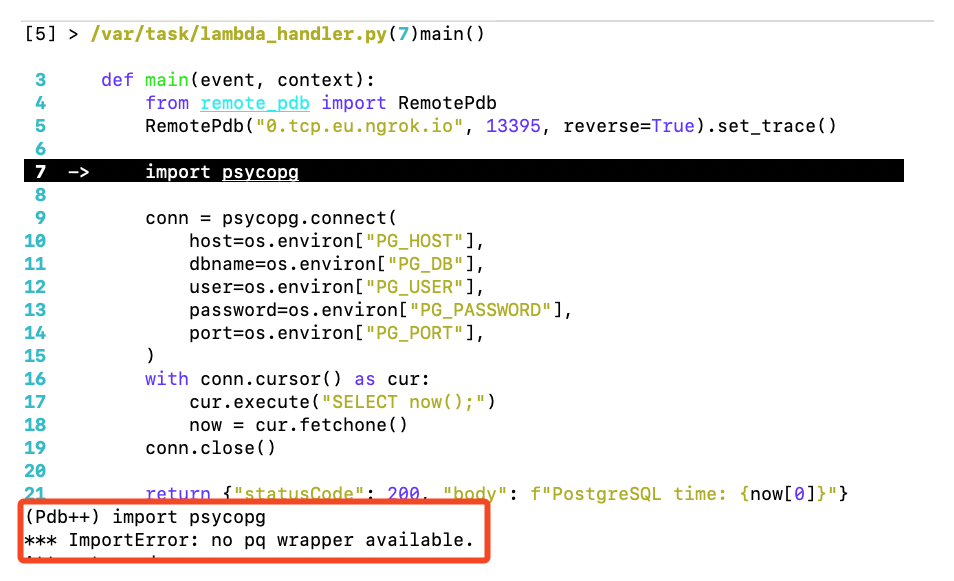 [5] > /var/task/lambda_handler.py(7)main()
3 def main(event, context):
4 from remote_pdb import RemotePdb
5 RemotePdb("0.tcp.eu.ngrok.io", 13395, reverse=True).set_trace()
6
7 -> import psycopg
8
9 conn = psycopg.connect(
10 host=os.environ["PG_HOST"],
11 dbname=os.environ["PG_DB"],
12 user=os.environ["PG_USER"],
13 password=os.environ["PG_PASSWORD"],
14 port=os.environ["PG_PORT"],
15 )
16 with conn.cursor() as cur:
17 cur.execute("SELECT now();")
18 now = cur.fetchone()
19 conn.close()
20
21 return {"statusCode": 200, "body": f"PostgreSQL time: {now[0]}"}
(Pdb++) import psycopg
*** ImportError: no pq wrapper available.